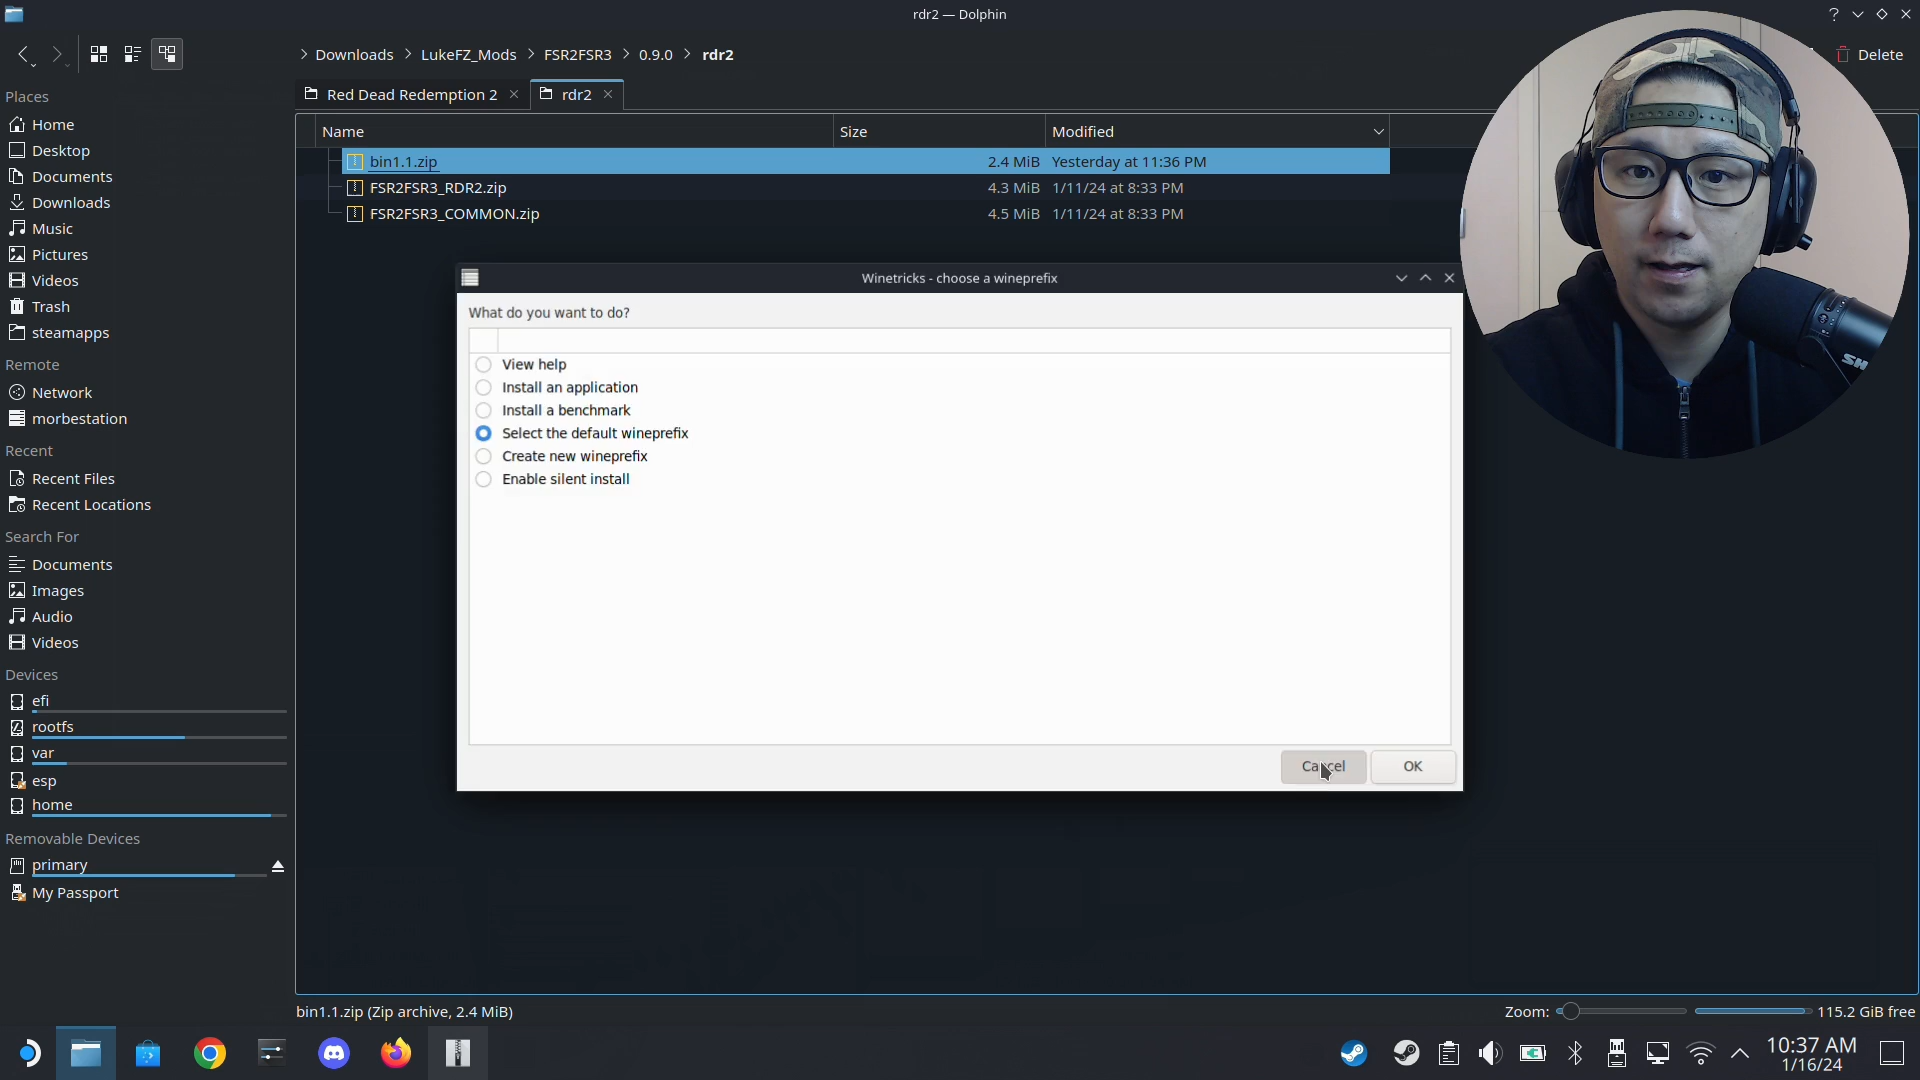 rdr2 — Dolphin
Downloads > LukeFZ_Mods > FSR2FSR3 > 0.9.0 > rdr2
Delete
Places
Red Dead Redemption 2
rdr2
Home
Desktop
Documents
Downloads
Music
Pictures
Videos
Trash
steamapps
Remote
Network
morbestation
Recent
Recent Files
Recent Locations
Search For
Documents
Images
Audio
Videos
Devices
efi
rootfs
var
esp
home
Removable Devices
primary
My Passport
Name Size Modified
bin1.1.zip 2.4 MiB Yesterday at 11:36 PM
FSR2FSR3_RDR2.zip 4.3 MiB 1/11/24 at 8:33 PM
FSR2FSR3_COMMON.zip 4.5 MiB 1/11/24 at 8:33 PM
Winetricks - choose a wineprefix
What do you want to do?
View help
Install an application
Install a benchmark
Select the default wineprefix
Create new wineprefix
Enable silent install
Cancel OK
bin1.1.zip (Zip archive, 2.4 MiB)
Zoom:
115.2 GiB free
10:37 AM
1/16/24